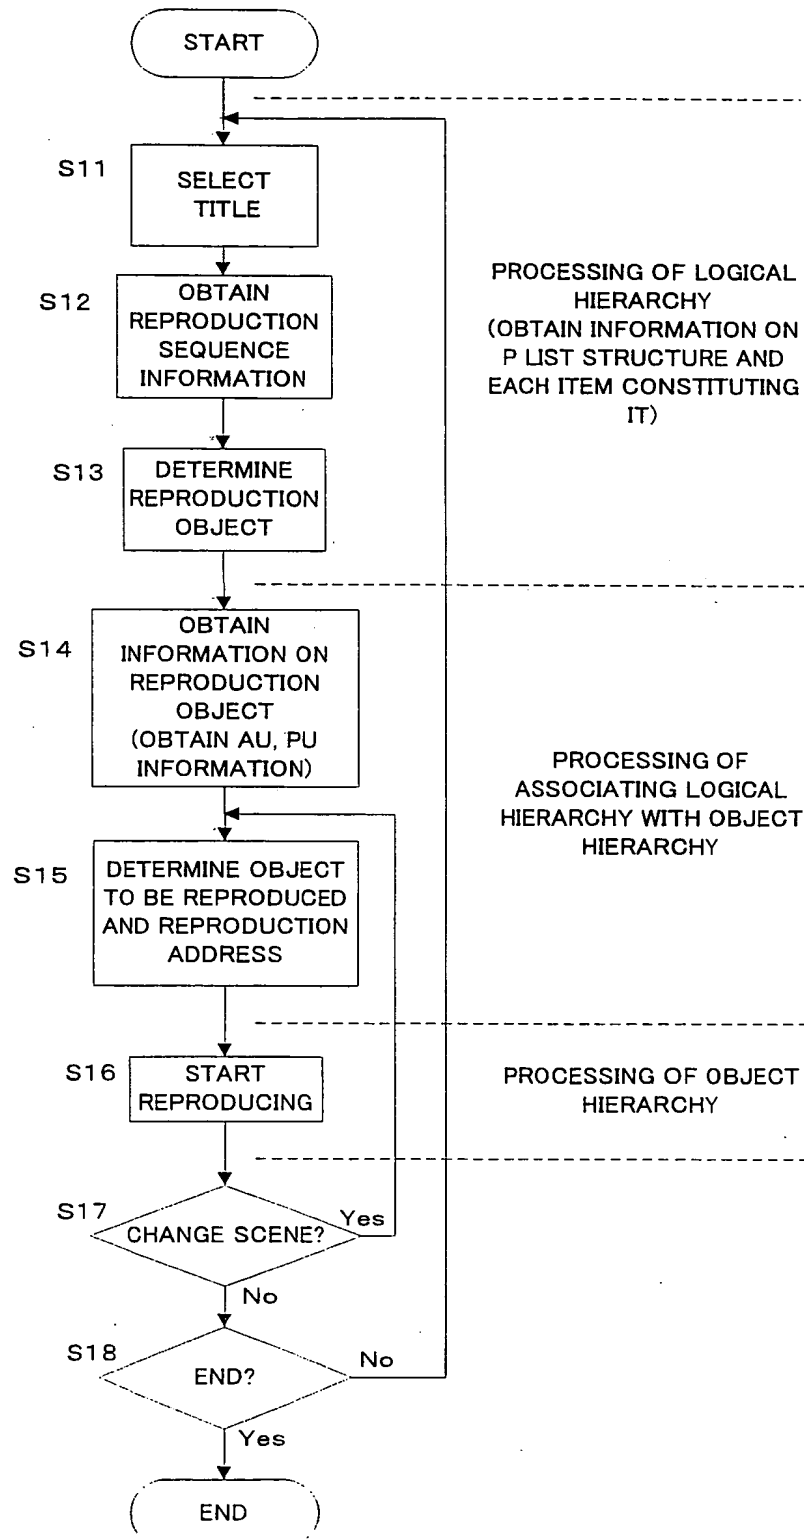 START
S11
SELECT
TITLE
S12
OBTAIN
REPRODUCTION
SEQUENCE
INFORMATION
PROCESSING OF LOGICAL
HIERARCHY
(OBTAIN INFORMATION ON
P LIST STRUCTURE AND
EACH ITEM CONSTITUTING
IT)
S13
DETERMINE
REPRODUCTION
OBJECT
S14
OBTAIN
INFORMATION ON
REPRODUCTION
OBJECT
(OBTAIN AU, PU
INFORMATION)
PROCESSING OF
ASSOCIATING LOGICAL
HIERARCHY WITH OBJECT
HIERARCHY
S15
DETERMINE OBJECT
TO BE REPRODUCED
AND REPRODUCTION
ADDRESS
S16
START
REPRODUCING
PROCESSING OF OBJECT
HIERARCHY
S17
CHANGE SCENE?
Yes
No
S18
END?
No
Yes
END